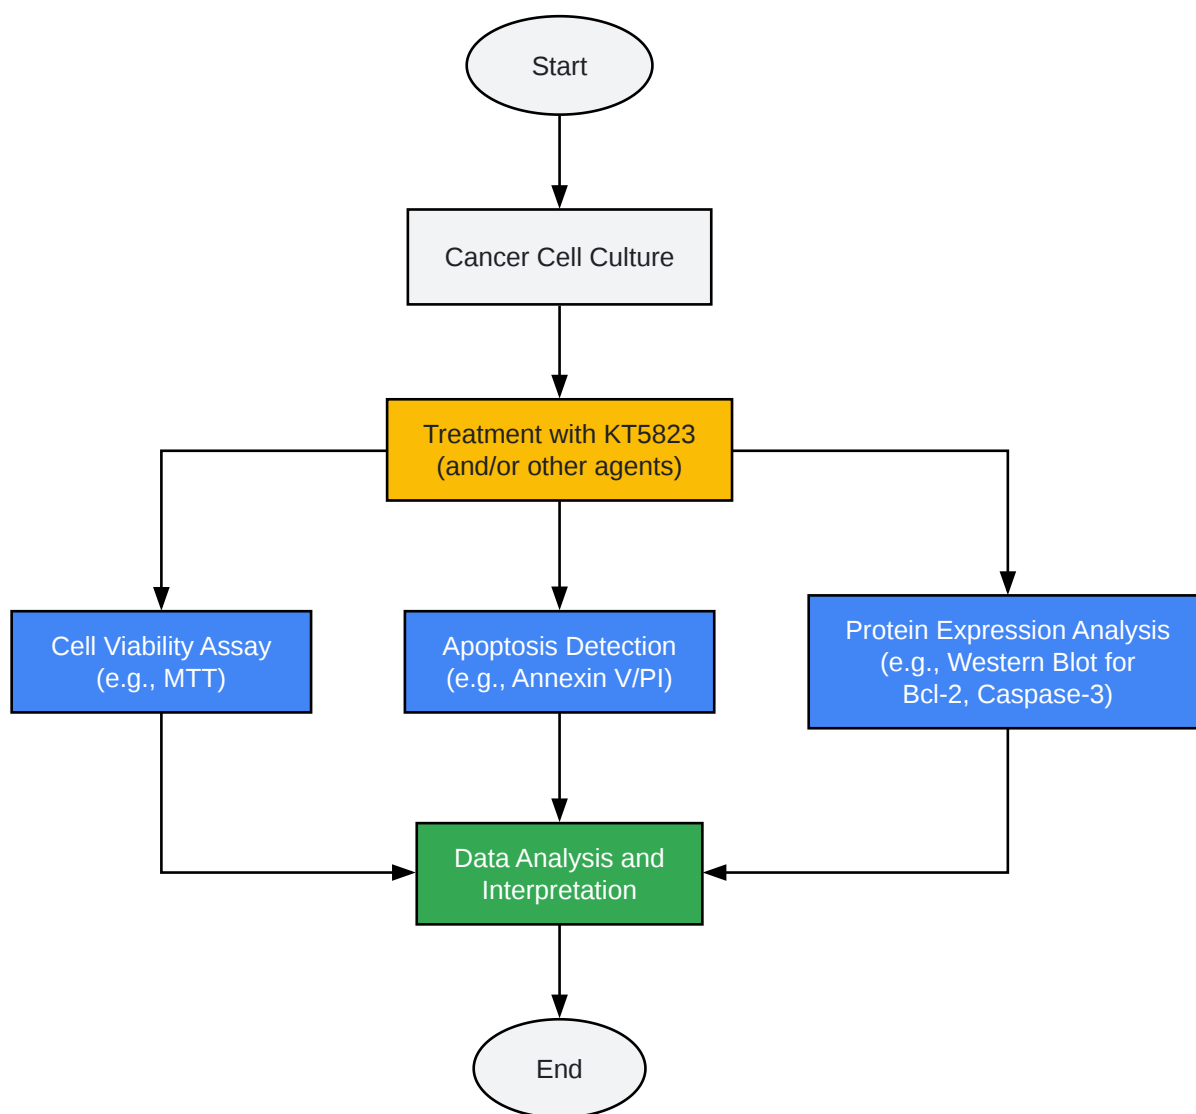 Start
Cancer Cell Culture
Treatment with KT5823
(and/or other agents)
Cell Viability Assay
(e.g., MTT)
Apoptosis Detection
(e.g., Annexin V/PI)
Protein Expression Analysis
(e.g., Western Blot for
Bcl-2, Caspase-3)
Data Analysis and
Interpretation
End